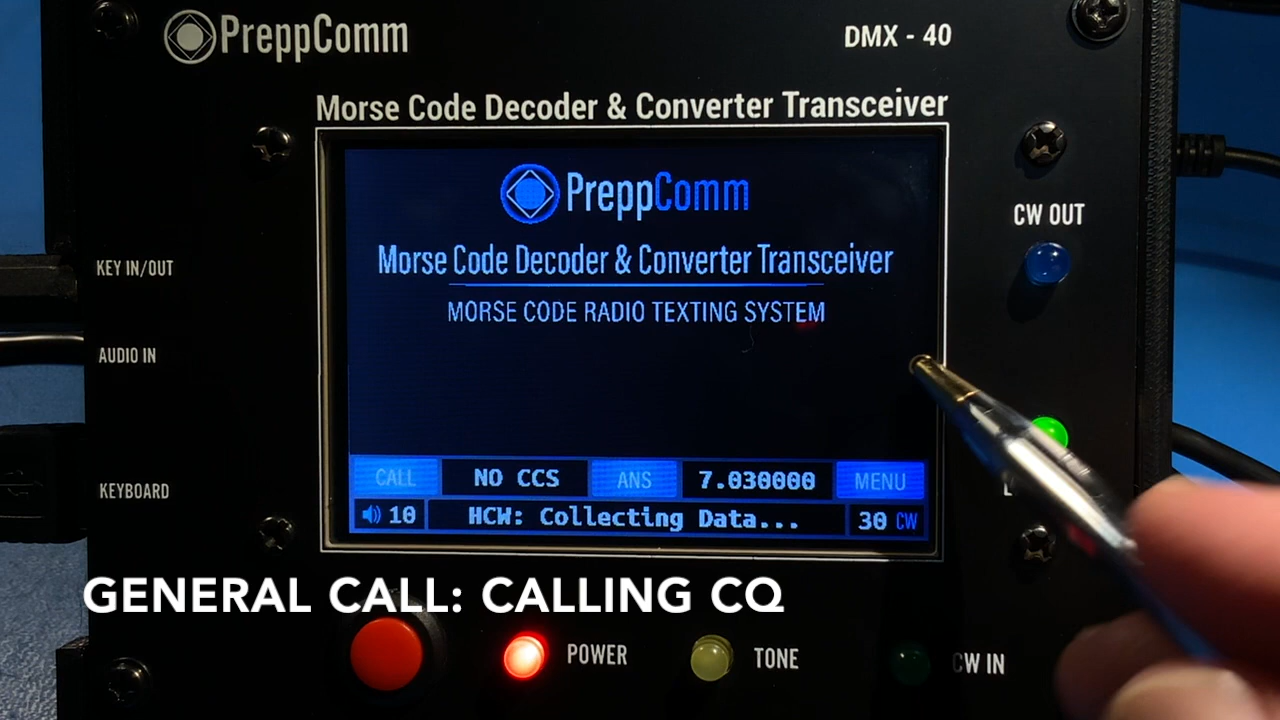 PreppComm
DMX - 40
Morse Code Decoder & Converter Transceiver
PreppComm
Morse Code Decoder & Converter Transceiver
MORSE CODE RADIO TEXTING SYSTEM
CW OUT
KEY IN/OUT
AUDIO IN
KEYBOARD
CALL NO CCS ANS 7.030000 MENU
10 HCW: Collecting Data... 30 CW
GENERAL CALL: CALLING CQ
POWER
TONE
CW IN